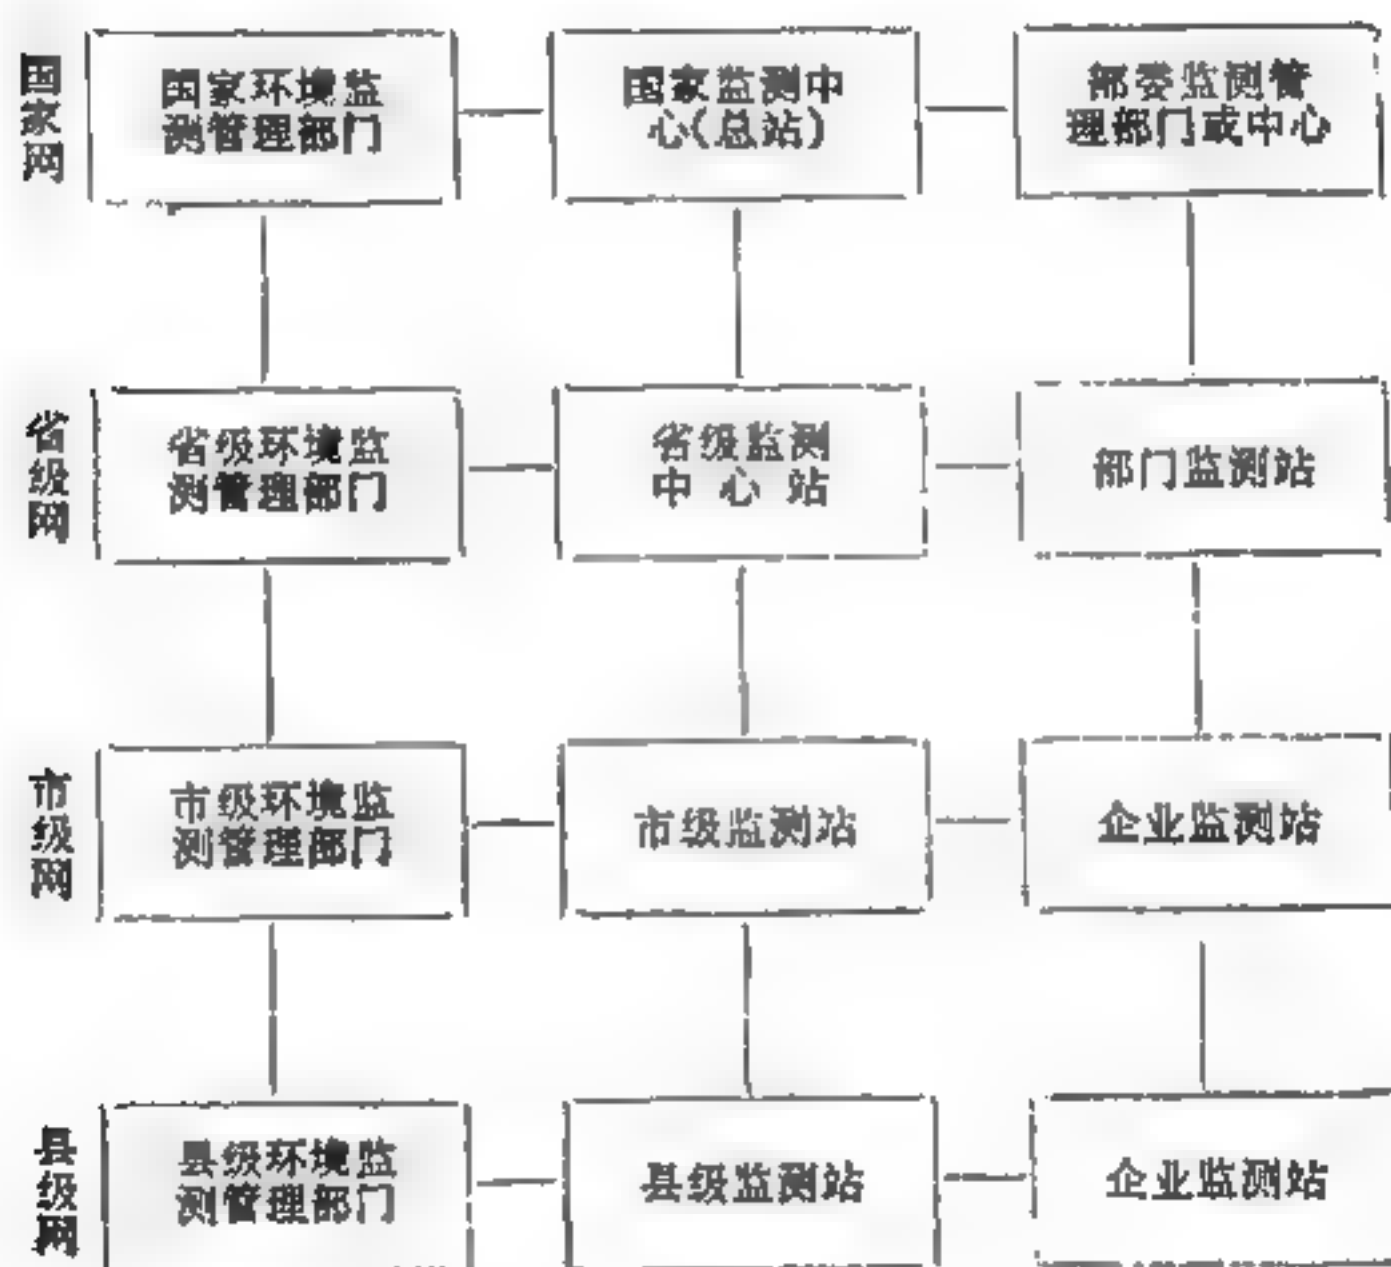 国家网
国家环境监
测管理部门
国家监测中
心(总站)
部委监测管
理部门或中心
省级网
省级环境监
测管理部门
省级监测
中 心 站
部门监测站
市级网
市级环境监
测管理部门
市级监测站
企业监测站
县级网
县级环境监
测管理部门
县级监测站
企业监测站